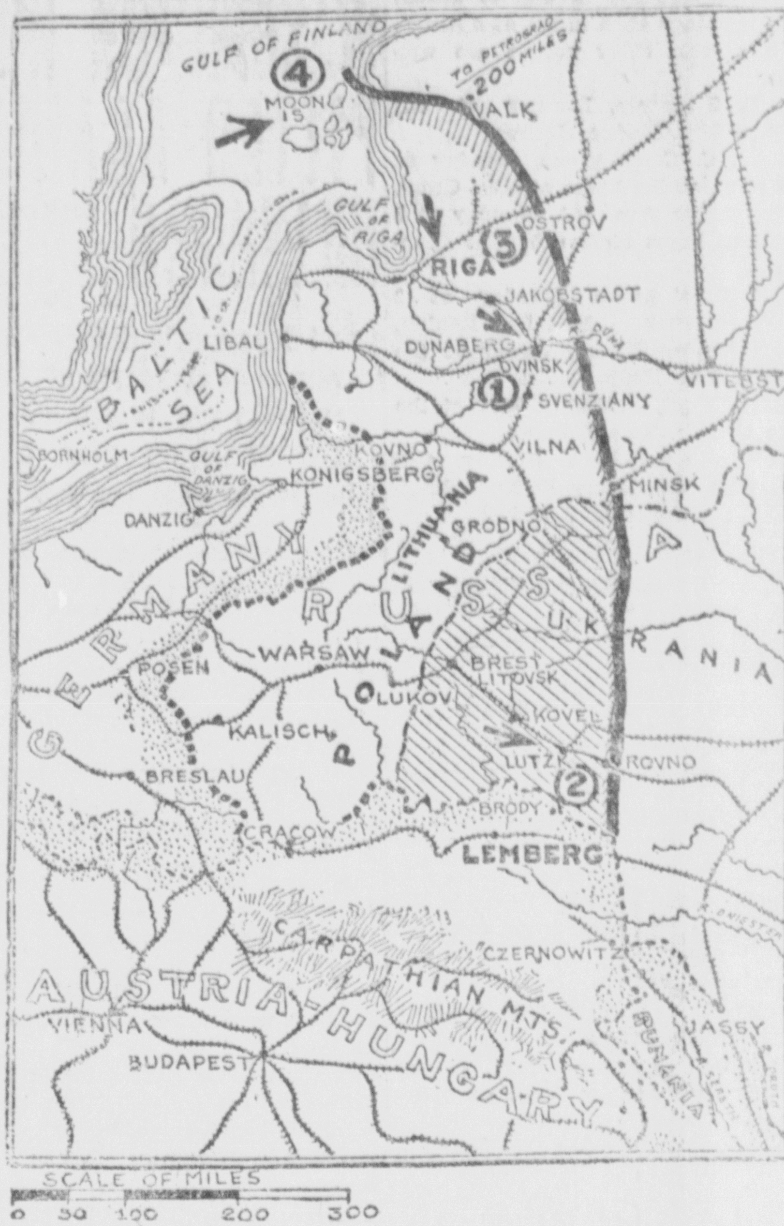 GULF OF FINLAND
4
TO PETROGRAD
200 MILES
MOON
IS
VALK
GULF
OF
RIGA
OSTROV
3
RIGA
JAKOBSTADT
BALTIC
SEA
LIBAU
DUNABERG
DUNA
DVINSK
VITEBS
1
SVENZIANY
BORNHOLM
GULF
OF
DANZIG
KOVNO
VILNA
KONIGSBERG
MINSK
DANZIG
LITHUANIA
GRODNO
GERMANY
RUSSIA
POLAND
UKRANIA
POSEN
WARSAW
BREST
LITOVSK
LUKOV
KOVEL
KALISCH
LUTZK
ROVNO
BRESLAU
2
BRODY
CRACOW
LEMBERG
CARPATHIAN MTS.
CZERNOWITZ
DNIESTER
AUSTRIA-HUNGARY
VIENNA
RUMANIA
JASSY
SERETH
BUDAPEST
SCALE OF MILES
0 50 100 200 300